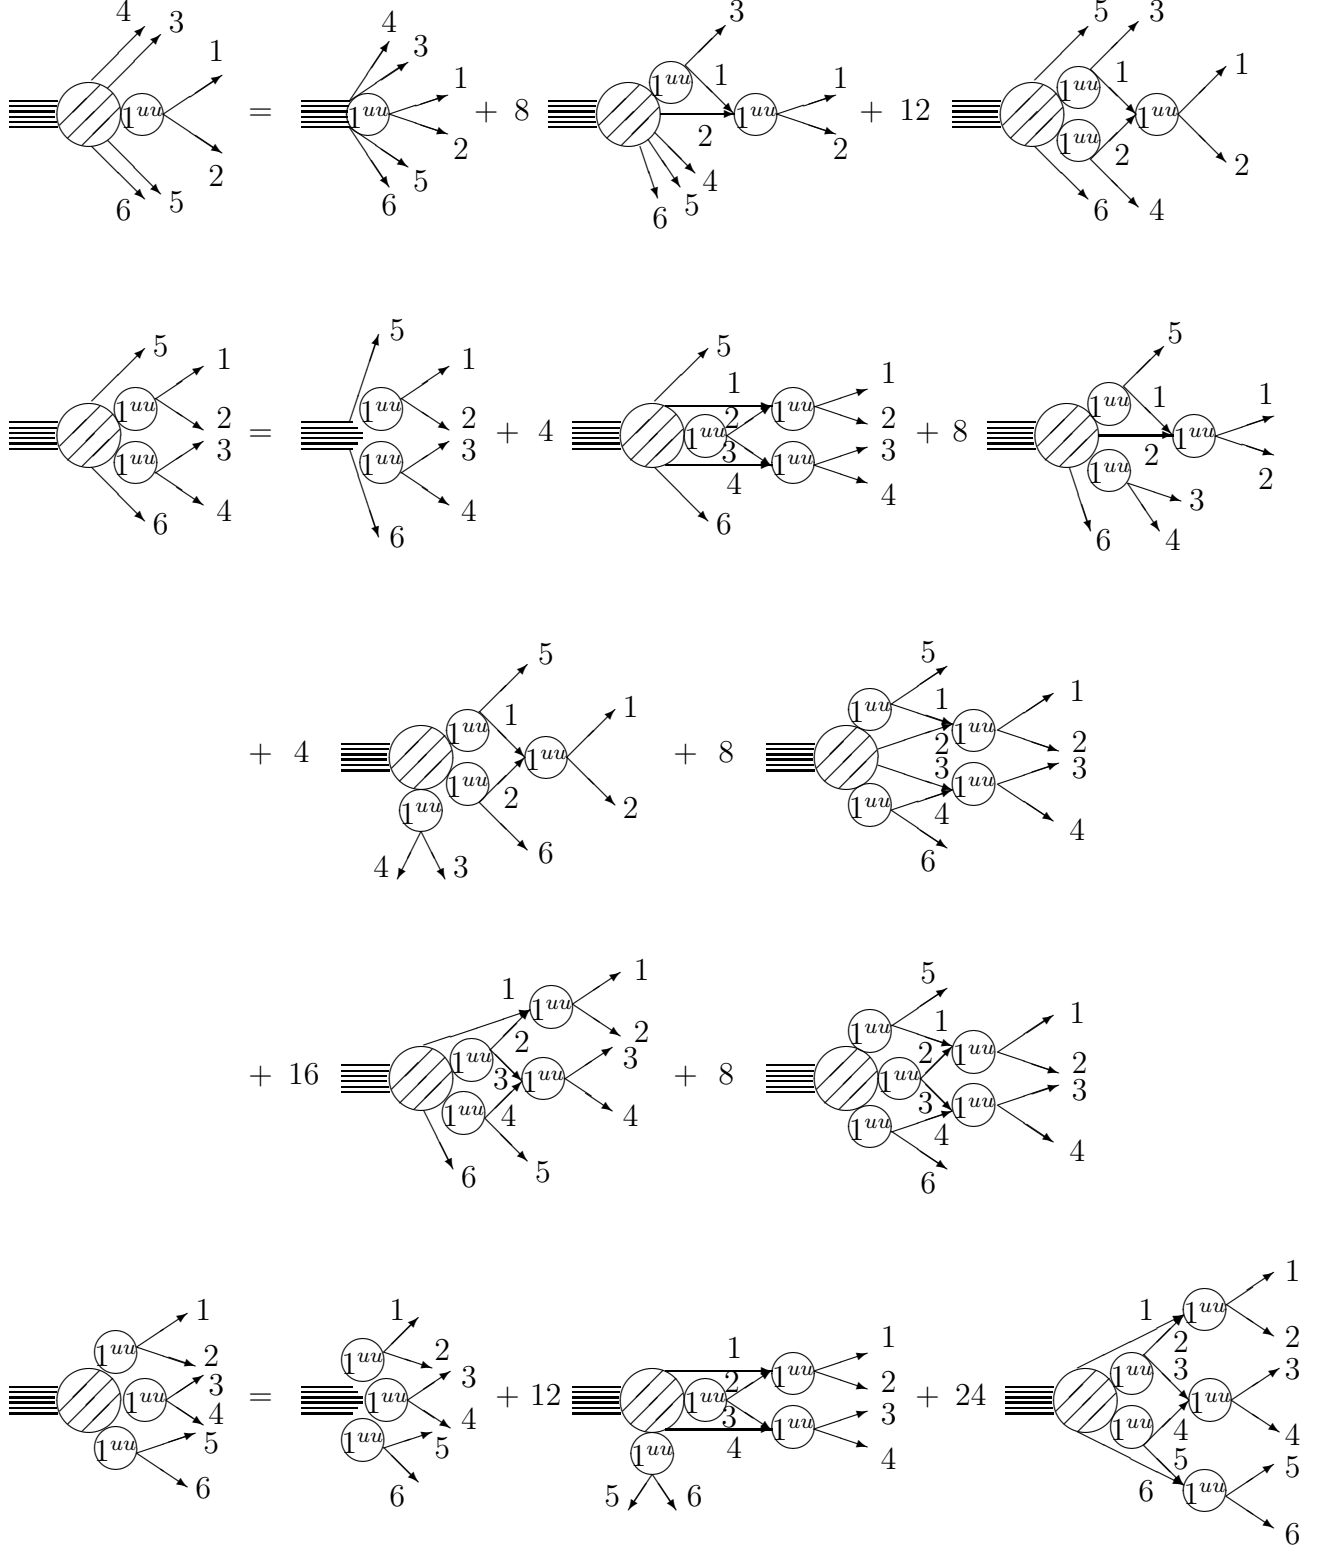 4 3 4 3 3 5 3
1 1 1^{uu} 1 1 1^{uu} 1 1
1^{uu} = 1^{uu} + 8 1^{uu} + 12 1^{uu}
2 2 2 2 1^{uu} 2 2
6 5 6 5 6 5 4 6 4
5 5 5 5
1 1 1 1 1
1^{uu} 1^{uu} 2 1^{uu} 2 1^{uu} 1
2 = 2 + 4 1^{uu} + 8 1^{uu}
3 3 3 3 2 2
1^{uu} 1^{uu} 1^{uu} 1^{uu} 3
4 4 4 4
6 6 6 6 4
5 5
1^{uu} 1 1 1^{uu} 1 1^{uu} 1
+ 4 1^{uu} + 8 2 2
1^{uu} 2 2 3 1^{uu} 3
1^{uu} 6 1^{uu} 4 4
4 3 6
1 1^{uu} 1 5
2 2 1^{uu} 1 1
+ 16 1^{uu} 3 1^{uu} 3 + 8 1^{uu} 2 1^{uu} 2
1^{uu} 4 4 3 1^{uu} 3
6 5 1^{uu} 4 4
6
1 1 1 1 1 1^{uu} 1
1^{uu} 2 1^{uu} 2 2 1^{uu} 2 2 2
3 3 1^{uu} 3 3
1^{uu} = 1^{uu} + 12 1^{uu} + 24 1^{uu}
4 4 3 1^{uu} 3 1^{uu} 4 4
1^{uu} 5 1^{uu} 5 1^{uu} 4 4 5 5
6 6 5 6 6 1^{uu} 6